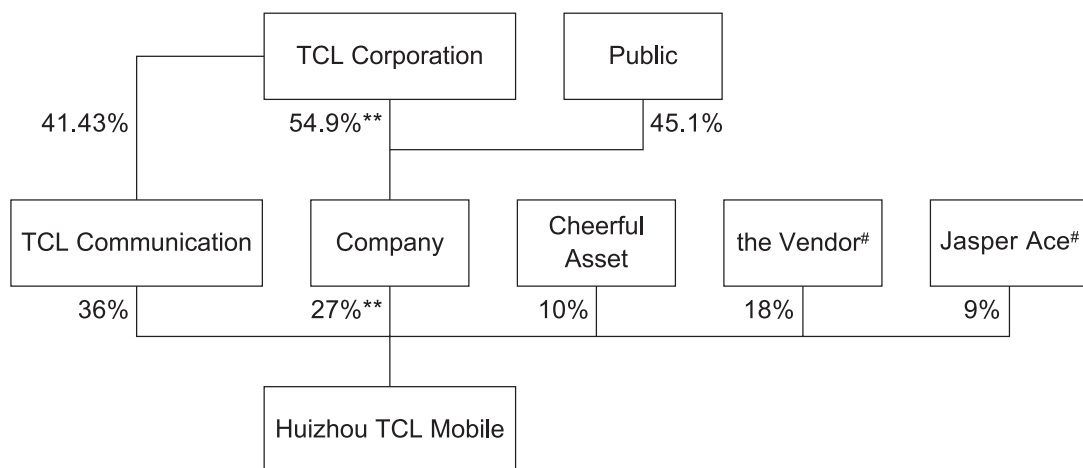 TCL Corporation
Public
41.43%
54.9%**
45.1%
TCL Communication
Company
Cheerful
Asset
the Vendor#
Jasper Ace#
36%
27%**
10%
18%
9%
Huizhou TCL Mobile